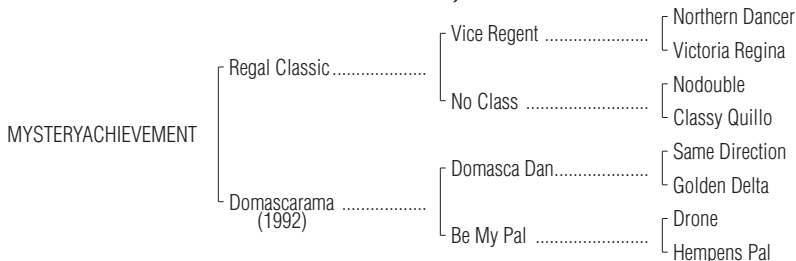 Northern Dancer
Vice Regent ......................
Victoria Regina
Regal Classic ....................
Nodouble
No Class .........................
Classy Quillo
MYSTERYACHIEVEMENT
Same Direction
Domasca Dan....................
Golden Delta
Domascarama ..................
(1992)
Drone
Be My Pal ........................
Hempens Pal